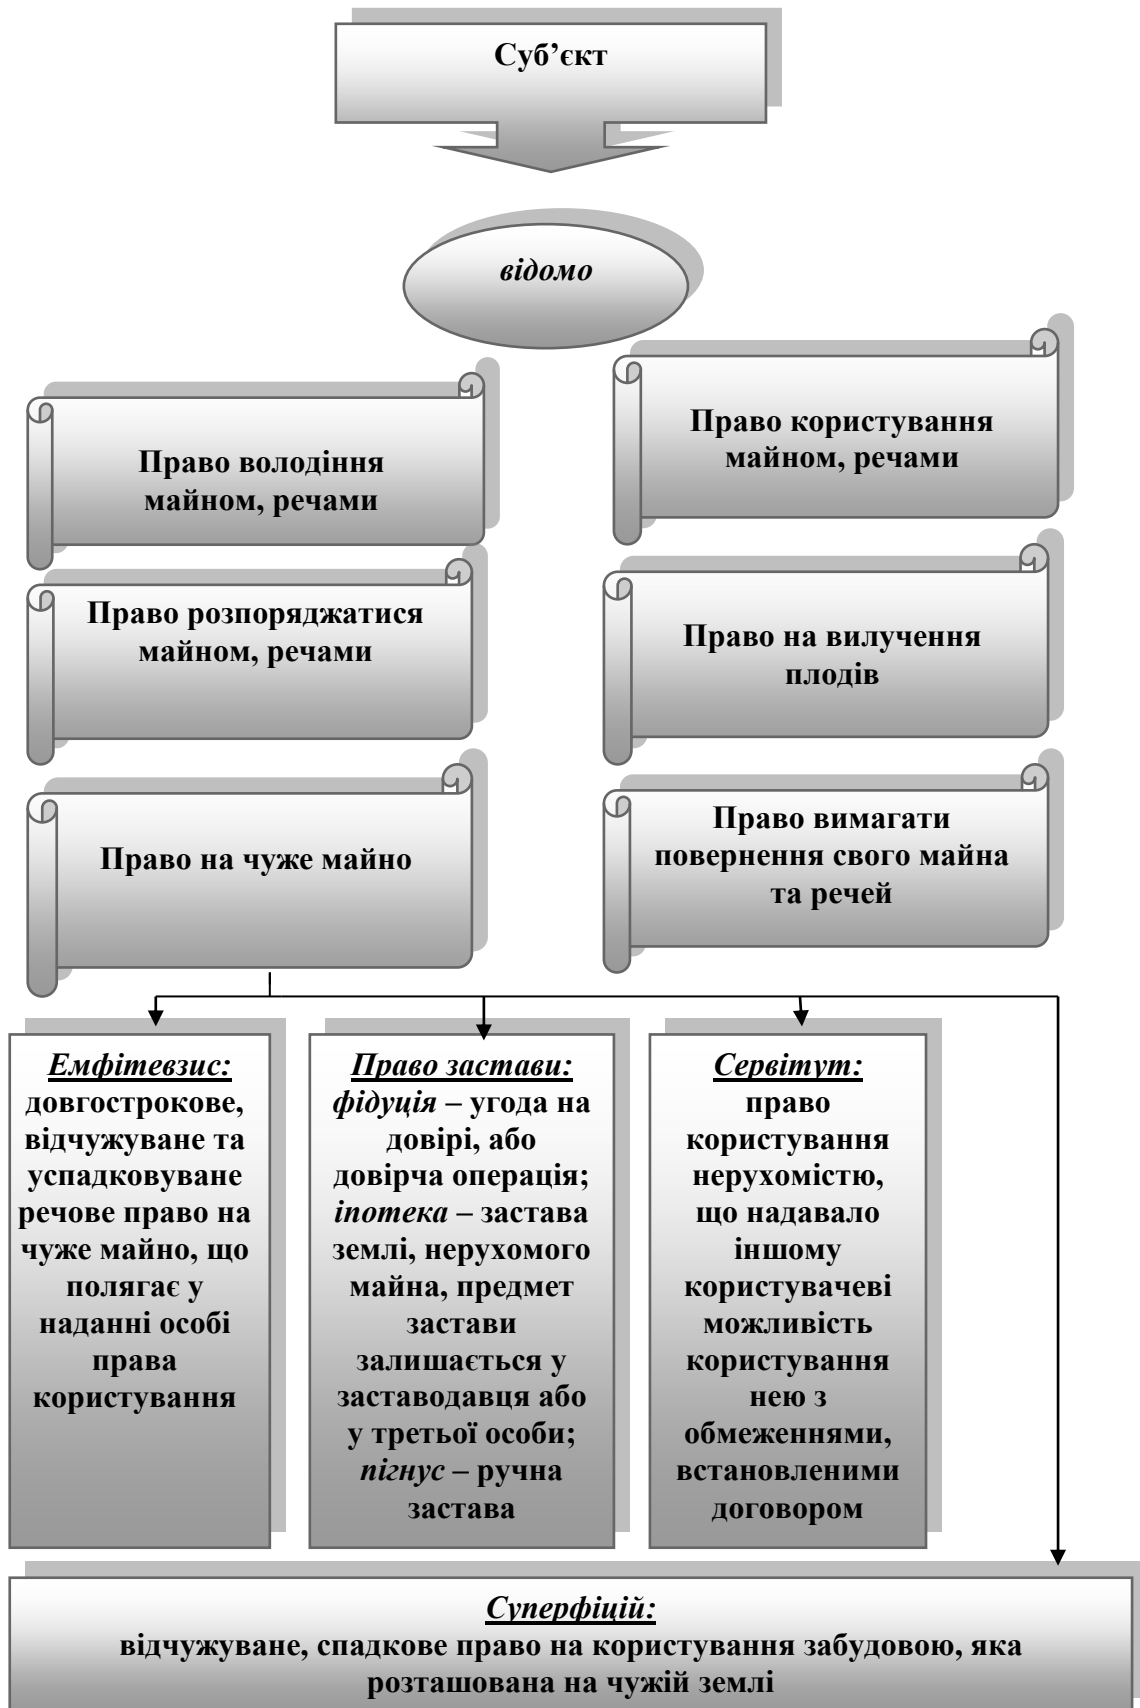 Суб’єкт
відомо
Право володіння
майном, речами
Право користування
майном, речами
Право розпоряджатися
майном, речами
Право на вилучення
плодів
Право на чуже майно
Право вимагати
повернення свого майна
та речей
Емфітевзис:
довгострокове,
відчужуване та
успадковуване
речове право на
чуже майно, що
полягає у
наданні особі
права
користування
Право застави:
фідуція – угода на
довірі, або
довірча операція;
іпотека – застава
землі, нерухомого
майна, предмет
застави
залишається у
заставодавця або
у третьої особи;
пігнус – ручна
застава
Сервітут:
право
користування
нерухомістю,
що надавало
іншому
користувачеві
можливість
користування
нею з
обмеженнями,
встановленими
договором
Суперфіцій:
відчужуване, спадкове право на користування забудовою, яка
розташована на чужій землі